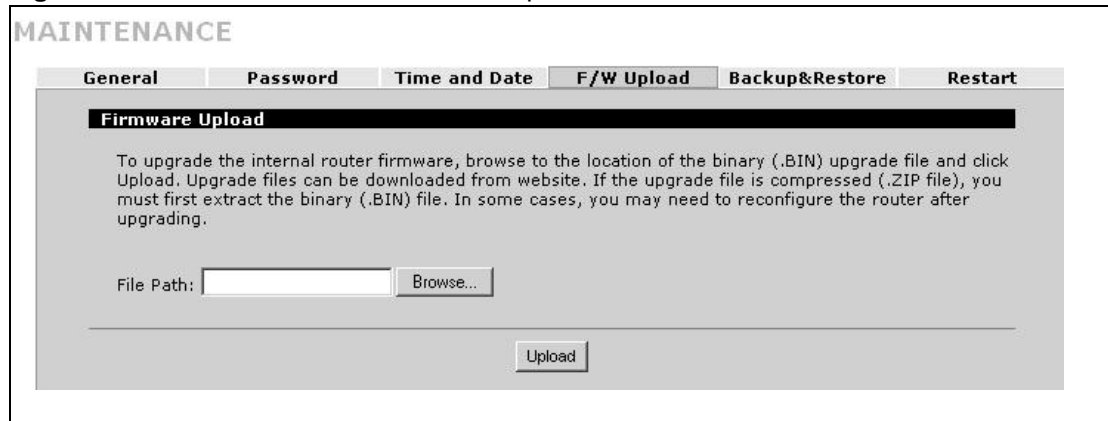 MAINTENANCE
General Password Time and Date F/W Upload Backup&Restore Restart
Firmware Upload
To upgrade the internal router firmware, browse to the location of the binary (.BIN) upgrade file and click
Upload. Upgrade files can be downloaded from website. If the upgrade file is compressed (.ZIP file), you
must first extract the binary (.BIN) file. In some cases, you may need to reconfigure the router after
upgrading.
File Path: Browse...
Upload